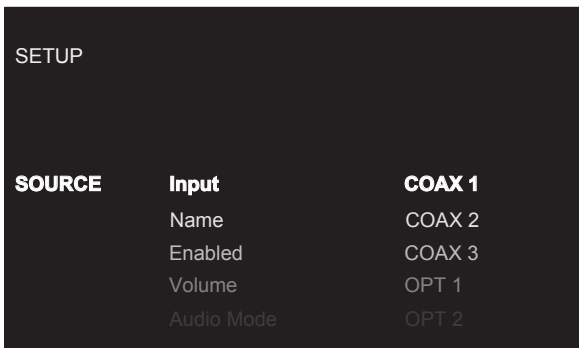 SETUP
SOURCE Input COAX 1
Name COAX 2
Enabled COAX 3
Volume OPT 1
Audio Mode OPT 2